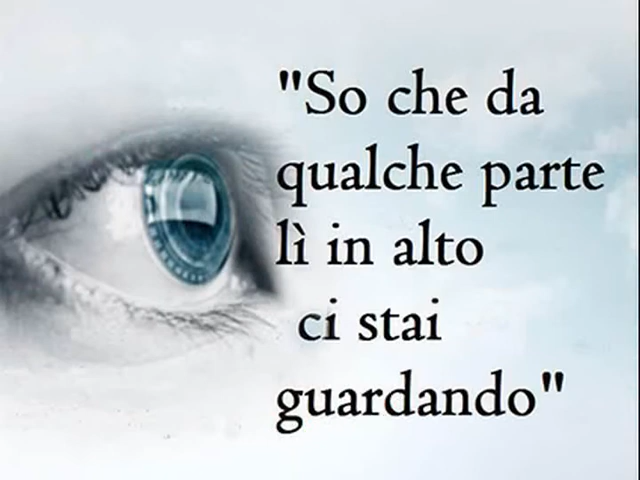 "So che da
qualche parte
lì in alto
ci stai
guardando"